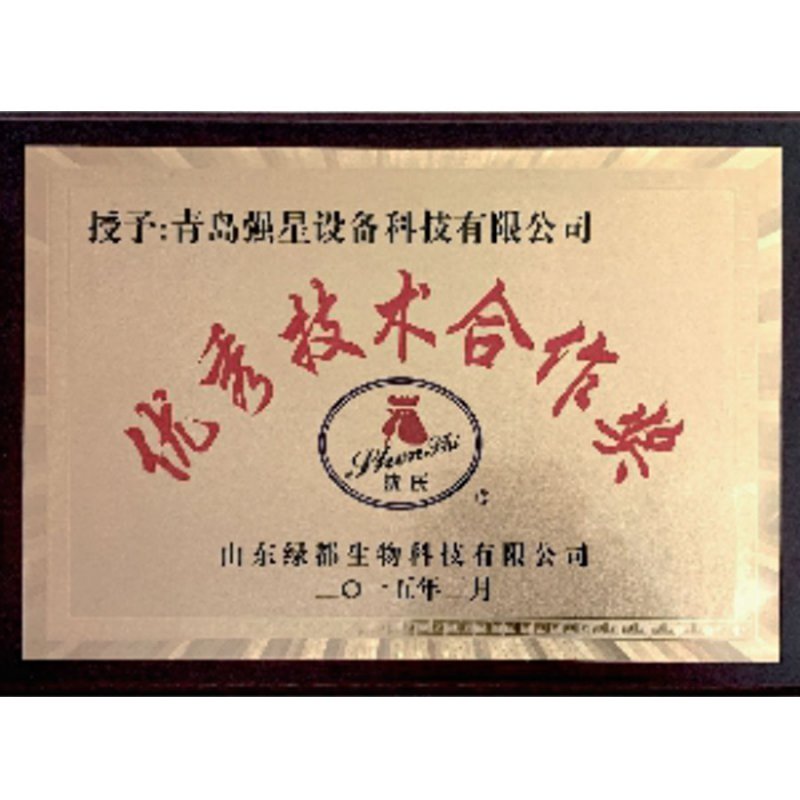 授予:青岛强星设备科技有限公司
优秀技术合作奖
ShenShi
沈氏
山东绿都生物科技有限公司
二〇一五年二月